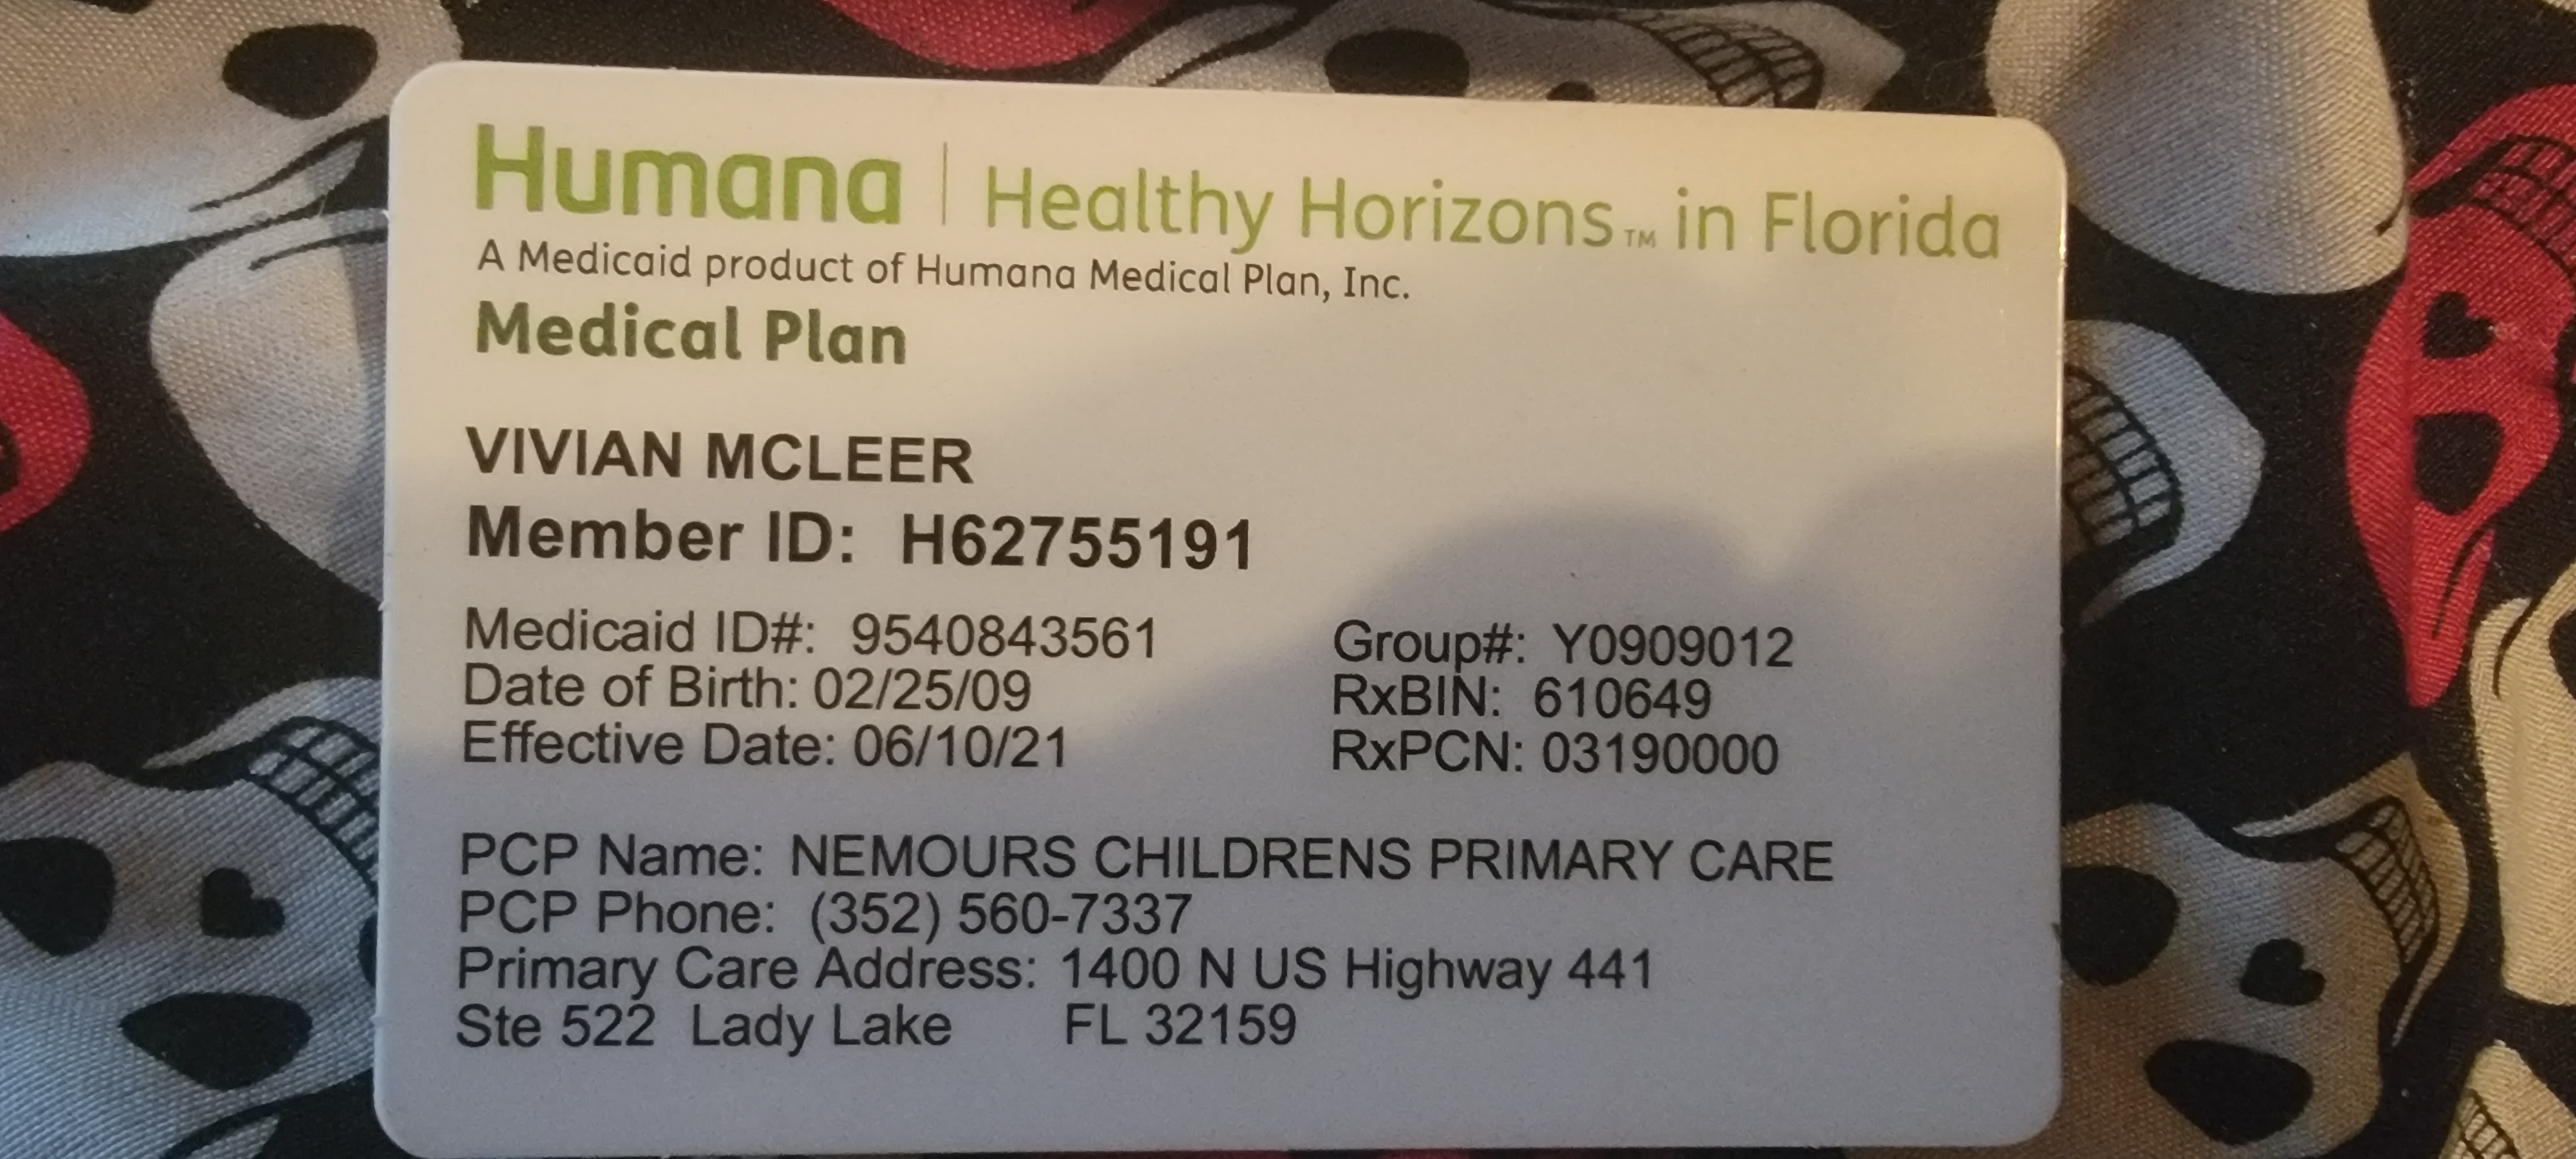 Humana | Healthy Horizons™ in Florida
A Medicaid product of Humana Medical Plan, Inc.
Medical Plan
VIVIAN MCLEER
Member ID: H62755191
Medicaid ID#: 9540843561 Group#: Y0909012
Date of Birth: 02/25/09 RxBIN: 610649
Effective Date: 06/10/21 RxPCN: 03190000
PCP Name: NEMOURS CHILDRENS PRIMARY CARE
PCP Phone: (352) 560-7337
Primary Care Address: 1400 N US Highway 441
Ste 522 Lady Lake FL 32159